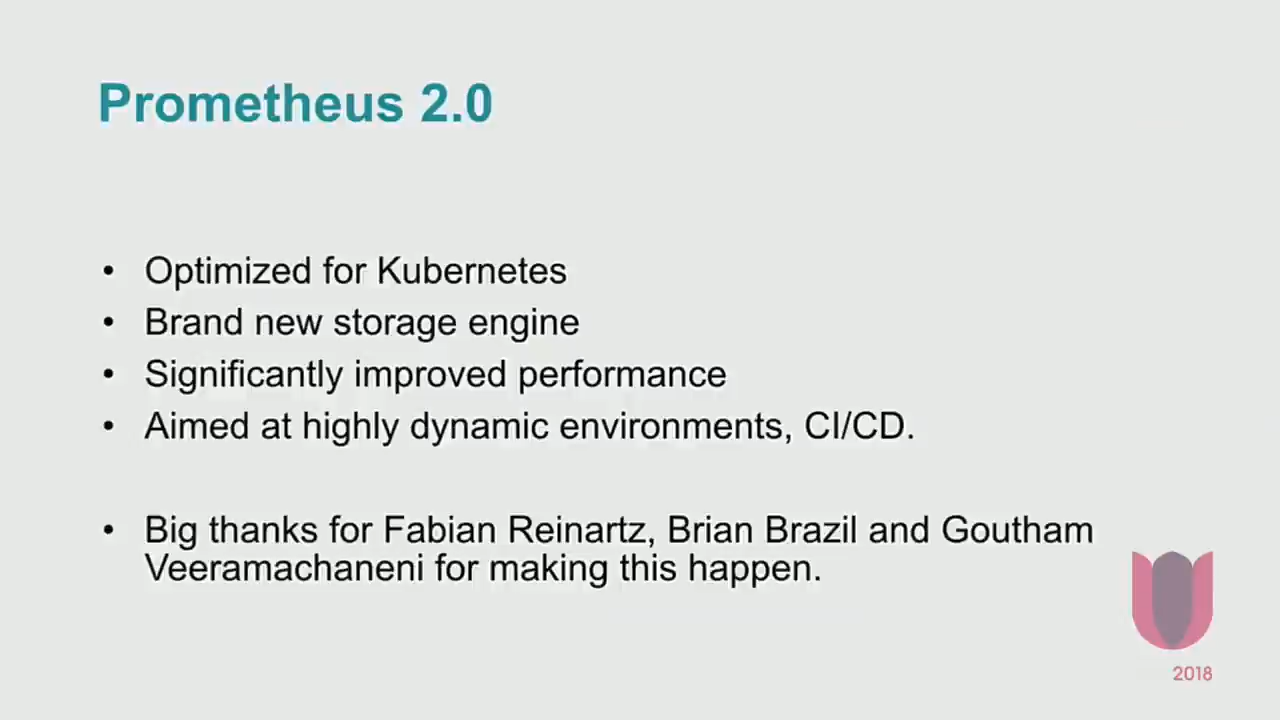 Prometheus 2.0
• Optimized for Kubernetes
• Brand new storage engine
• Significantly improved performance
• Aimed at highly dynamic environments, CI/CD.
• Big thanks for Fabian Reinartz, Brian Brazil and Goutham
Veeramachaneni for making this happen.
2018